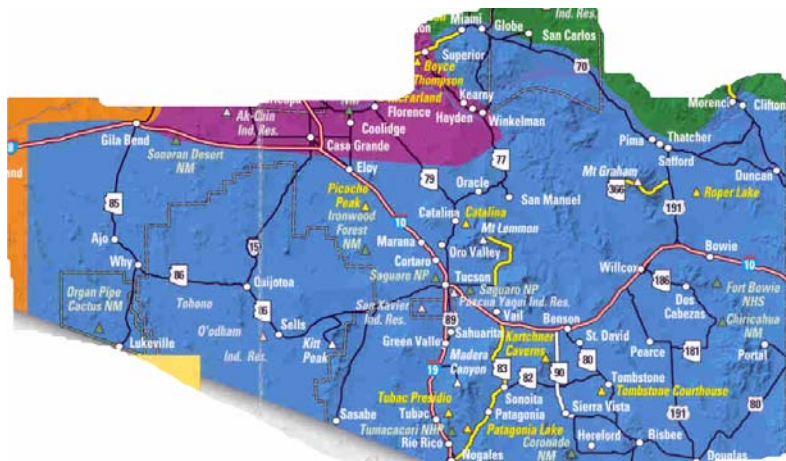 Miami
Globe
Ind. Res.
San Carlos
Superior
70
Boyce
Thompson
McFarland
Kearny
Morenci
Clifton
Ak-Chin
Ind. Res.
NM
Florence
Hayden
Winkelman
Coolidge
Gila Bend
Casa Grande
Pima
Thatcher
Safford
8
Sonoran Desert
NM
Eloy
77
Mt Graham
Duncan
79
Oracle
366
Roper Lake
85
Picacho
Peak
San Manuel
191
Ironwood
Forest NM
10
Catalina
Catalina
Mt Lemmon
Ajo
15
Marana
Oro Valley
Bowie
Why
Cortaro
10
86
Saguaro NP
Tucson
Willcox
Quijotoa
Saguaro NP
186
Fort Bowie
NHS
Organ Pipe
Cactus NM
Tohono
86
San Xavier
Ind. Res.
Pascua Yaqui Ind. Res.
Dos
Cabezas
89
Vail
Benson
Chiricahua
NM
O'odham
Sells
Sahuarita
St. David
Ind. Res.
Kitt
Peak
Green Valley
Kartchner
Caverns
80
Pearce
181
Portal
Lukeville
Madera
Canyon
19
83
82
90
Tombstone
Tombstone Courthouse
Tubac Presidio
Sonoita
80
Sasabe
Tubac
Patagonia
Sierra Vista
191
Tumacacori NHP
Patagonia Lake
Hereford
Bisbee
Rio Rico
Coronado
NM
Nogales
Douglas